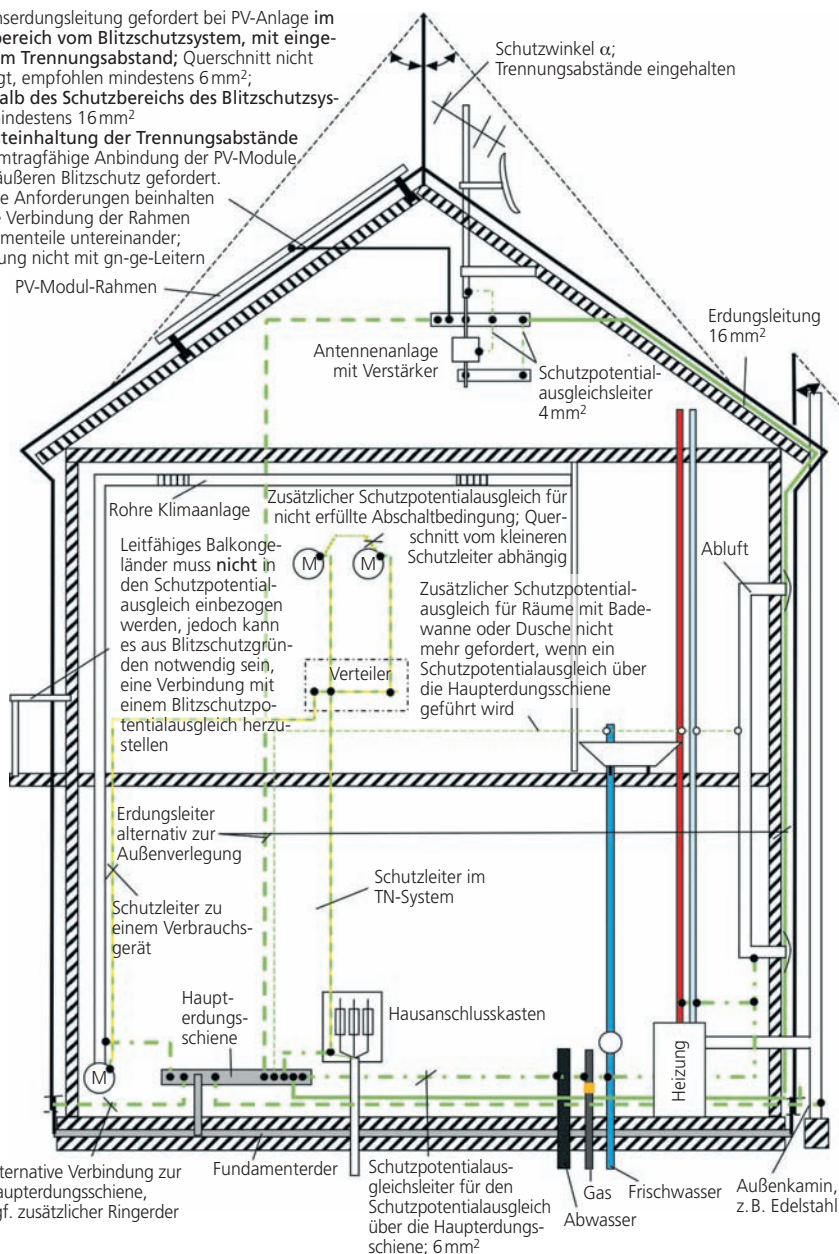 nserdungsleitung gefordert bei PV-Anlage im
bereich vom Blitzschutzsystem, mit einge-
m Trennungsabstand; Querschnitt nicht
gt, empfohlen mindestens 6 mm²;
alb des Schutzbereichs des Blitzschutzsys-
mindestens 16 mm²
teinhaltung der Trennungsabstände
mtragfähige Anbindung der PV-Module
äußeren Blitzschutz gefordert.
e Anforderungen beinhalten
e Verbindung der Rahmen
menteile untereinander;
ung nicht mit gn-ge-Leitern
Schutzwinkel α;
Trennungsabstände eingehalten
PV-Modul-Rahmen
Antennenanlage
mit Verstärker
Schutzpotential-
ausgleichsleiter
4 mm²
Erdungsleitung
16 mm²
Rohre Klimaanlage
Zusätzlicher Schutzpotentialausgleich für
nicht erfüllte Abschaltbedingung; Quer-
schnitt vom kleineren
Schutzleiter abhängig
M
M
Abluft
Leitfähiges Balkonge-
länder muss nicht in
den Schutzpotential-
ausgleich einbezogen
werden, jedoch kann
es aus Blitzschutzgrün-
den notwendig sein,
eine Verbindung mit
einem Blitzschutzpo-
tentialausgleich herzu-
stellen
Zusätzlicher Schutzpotential-
ausgleich für Räume mit Bade-
wanne oder Dusche nicht
mehr gefordert, wenn ein
Schutzpotentialausgleich über
die Haupterdungsschiene
geführt wird
Verteiler
Erdungsleiter
alternativ zur
Außenverlegung
Schutzleiter zu
einem Verbrauchs-
gerät
Schutzleiter im
TN-System
Haupt-
erdungs-
schiene
Hausanschlusskasten
M
Heizung
ternative Verbindung zur
aupterdungsschiene,
gf. zusätzlicher Ringerder
Fundamenterder
Schutzpotentialaus-
gleichsleiter für den
Schutzpotentialausgleich
über die Haupterdungs-
schiene; 6 mm²
Abwasser
Gas
Frischwasser
Außenkamin,
z. B. Edelstahl